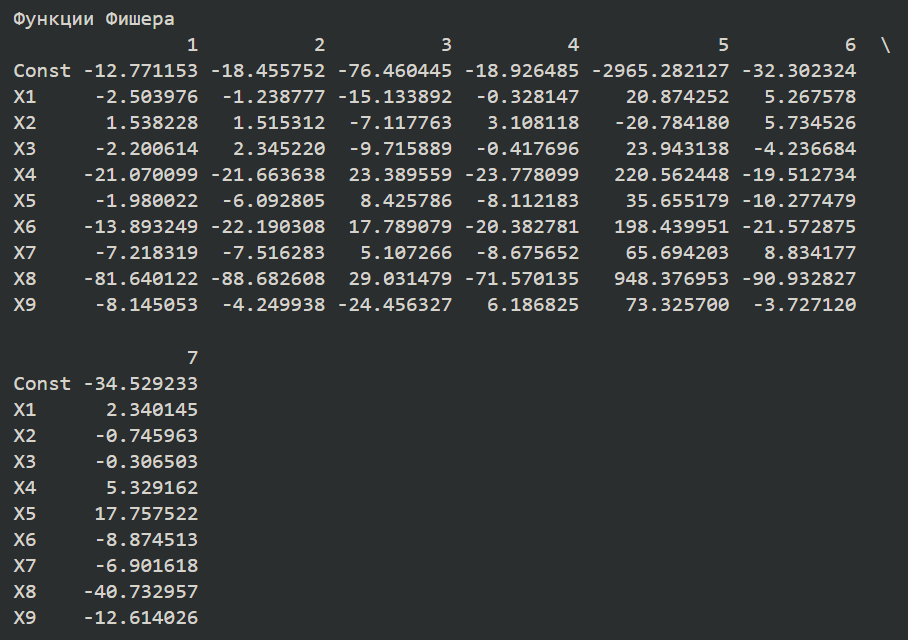 Функции Фишера
1 2 3 4 5 6 \
Const -12.771153 -18.455752 -76.460445 -18.926485 -2965.282127 -32.302324
X1 -2.503976 -1.238777 -15.133892 -0.328147 20.874252 5.267578
X2 1.538228 1.515312 -7.117763 3.108118 -20.784180 5.734526
X3 -2.200614 2.345220 -9.715889 -0.417696 23.943138 -4.236684
X4 -21.070099 -21.663638 23.389559 -23.778099 220.562448 -19.512734
X5 -1.980022 -6.092805 8.425786 -8.112183 35.655179 -10.277479
X6 -13.893249 -22.190308 17.789079 -20.382781 198.439951 -21.572875
X7 -7.218319 -7.516283 5.107266 -8.675652 65.694203 8.834177
X8 -81.640122 -88.682608 29.031479 -71.570135 948.376953 -90.932827
X9 -8.145053 -4.249938 -24.456327 6.186825 73.325700 -3.727120
7
Const -34.529233
X1 2.340145
X2 -0.745963
X3 -0.306503
X4 5.329162
X5 17.757522
X6 -8.874513
X7 -6.901618
X8 -40.732957
X9 -12.614026